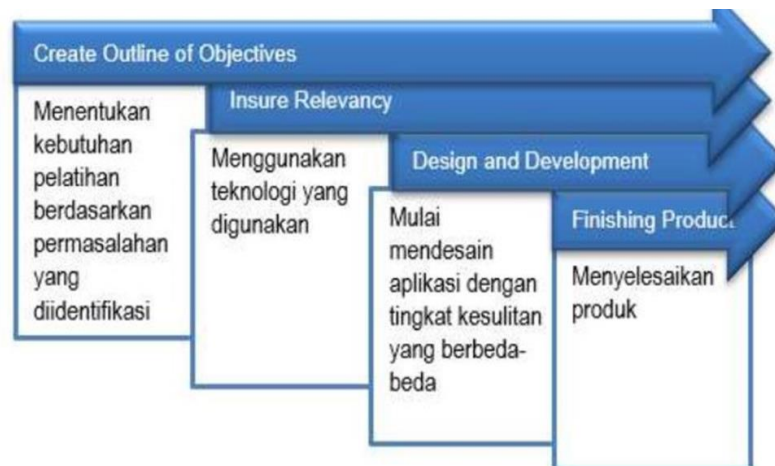 Create Outline of Objectives
Menentukan
kebutuhan
pelatihan
berdasarkan
permasalahan
yang
diidentifikasi
Insure Relevancy
Menggunakan
teknologi yang
digunakan
Design and Development
Mulai
mendesain
aplikasi dengan
tingkat kesulitan
yang berbeda-
beda
Finishing Product
Menyelesaikan
produk